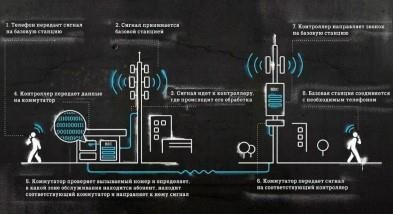 1. Телефон передает сигнал
на базовую станцию
2. Сигнал принимается
базовой станцией
7. Контроллер направляет звонок
на базовую станцию
4. Контроллер передает данные
на коммутатор
3. Сигнал идет к контроллеру,
где происходит его обработка
8. Базовая станция соединяется
с необходимым телефоном
5. Коммутатор проверяет вызываемый номер и определяет,
в какой зоне обслуживания находится абонент, находит
соответствующий коммутатор и направляет к нему сигнал
6. Коммутатор передает сигнал
на соответствующий контроллер